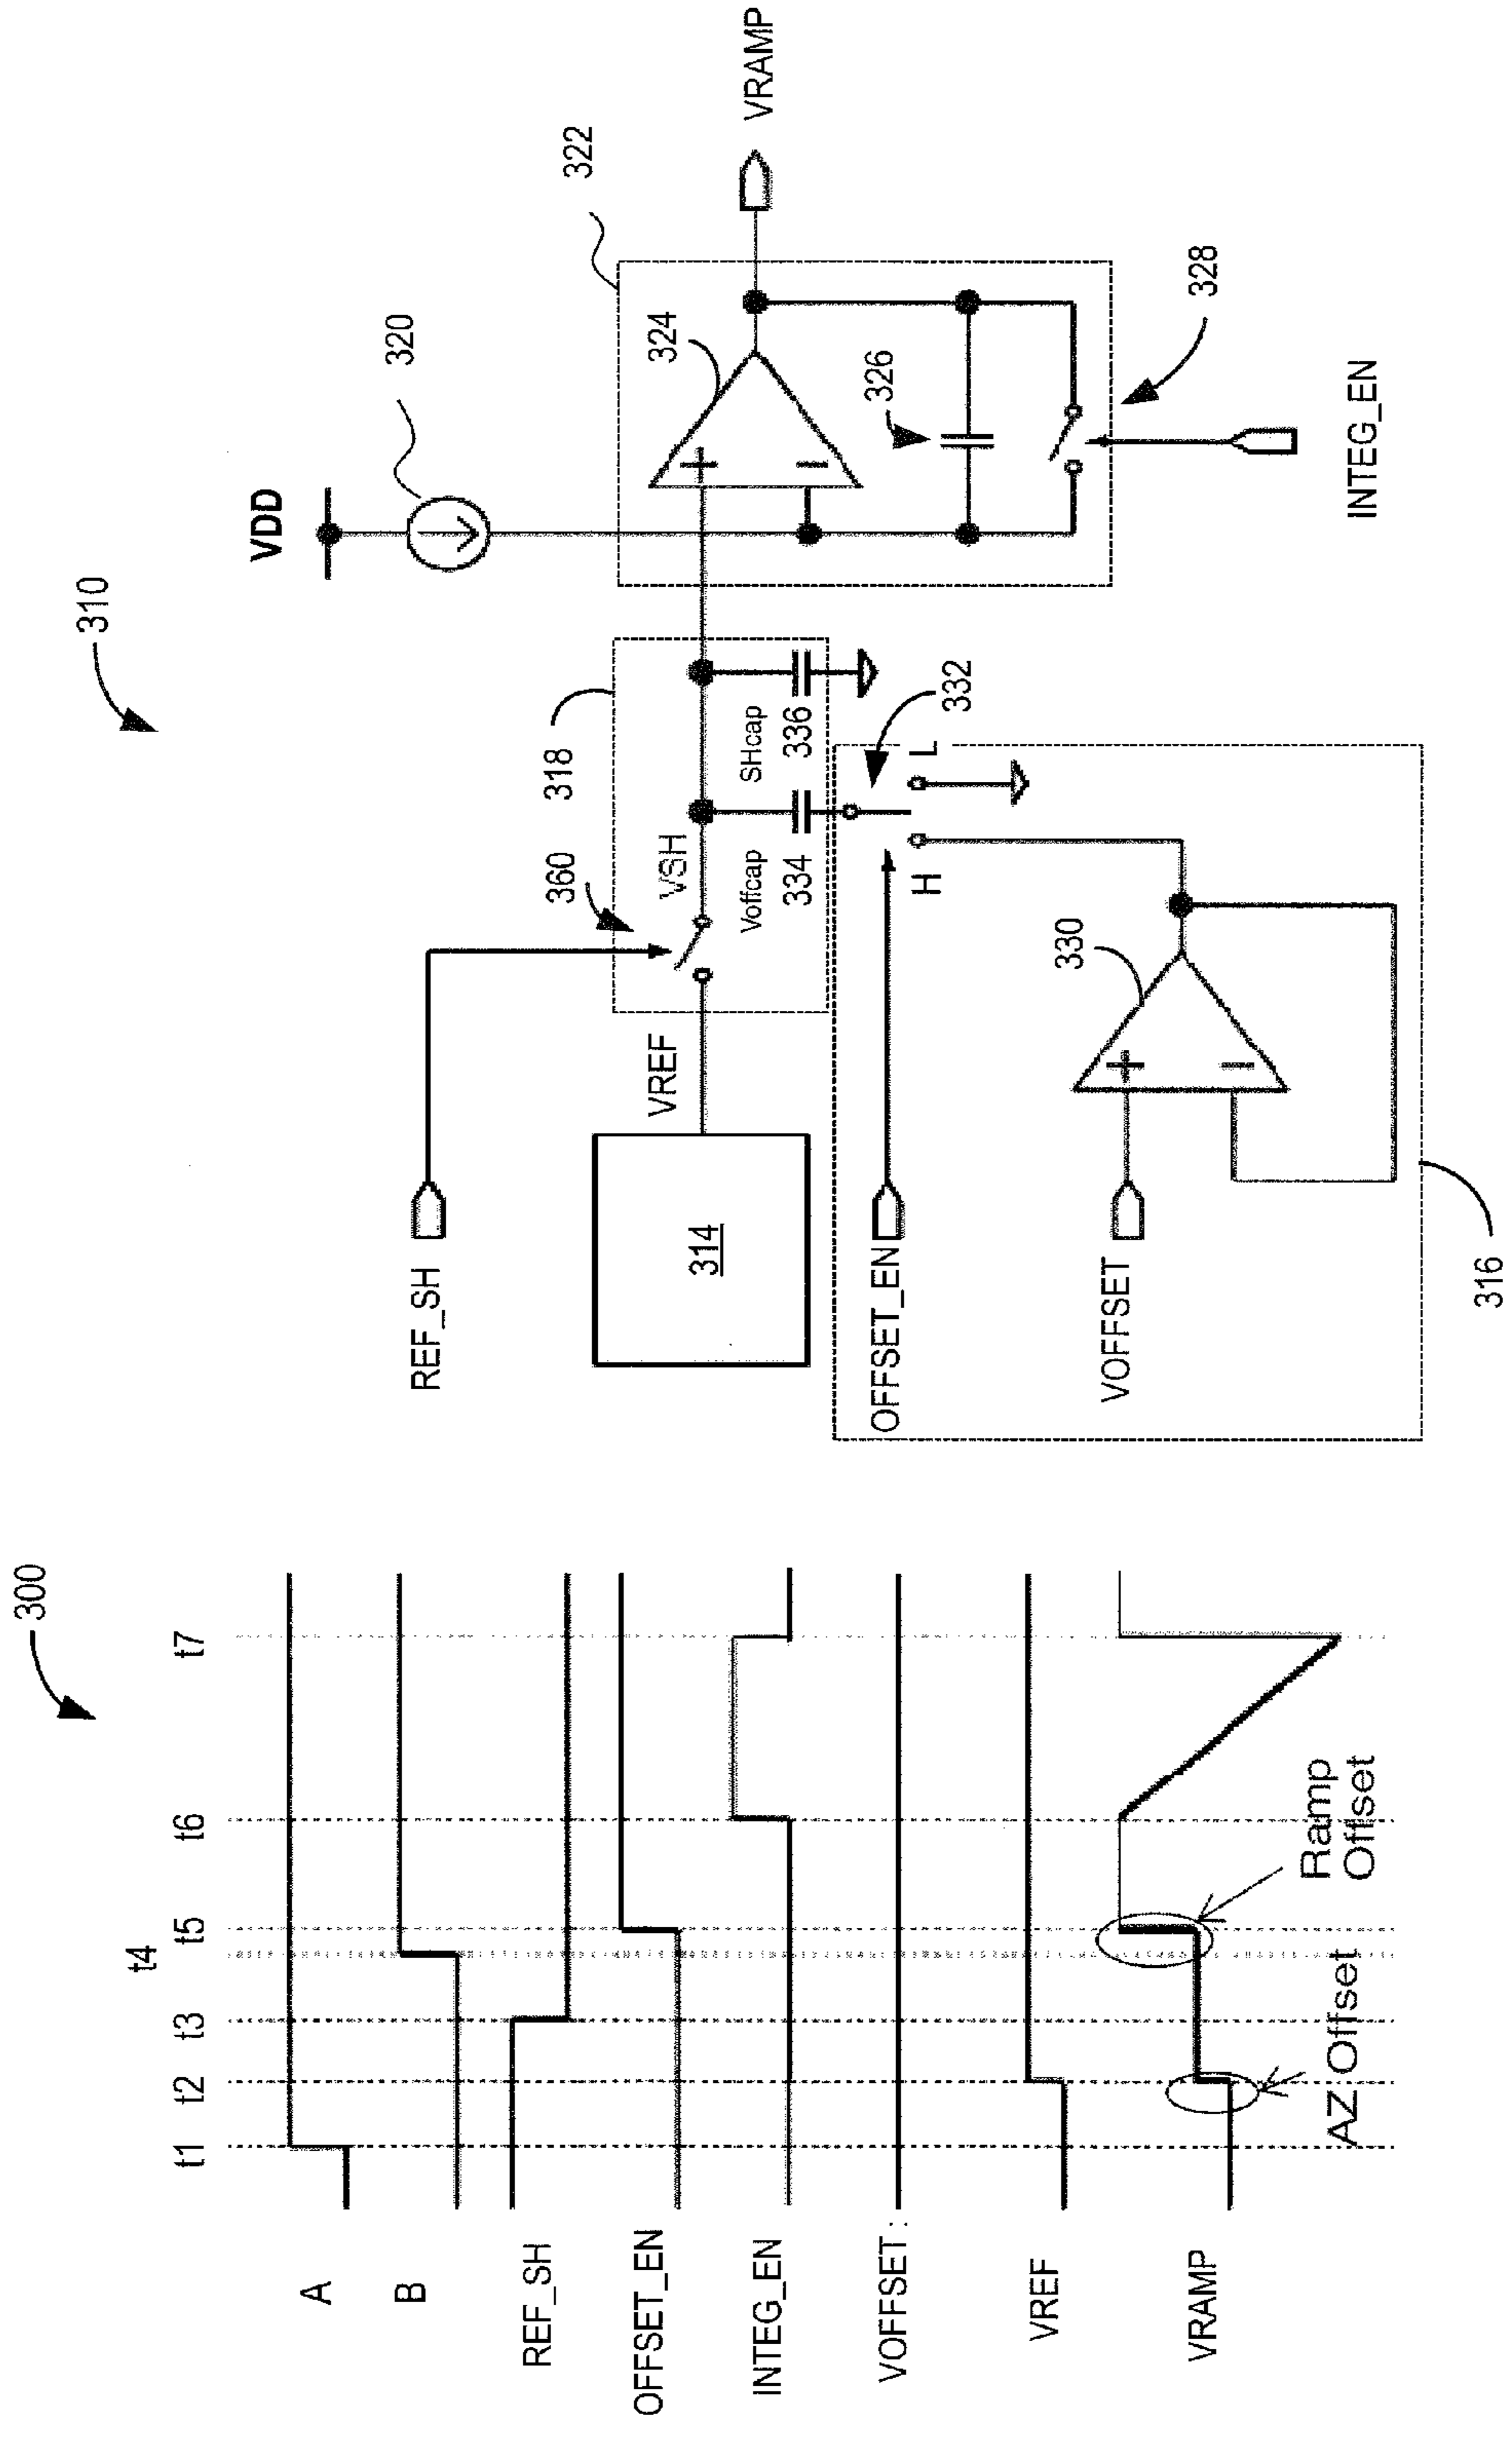 300
t4
t1
t2
t3
t5
t6
t7
A
B
REF_SH
OFFSET_EN
INTEG_EN
VOFFSET :
VREF
VRAMP
AZ Offset
Ramp
Offset
310
VDD
320
322
REF_SH
360
318
314
VREF
VSH
Voffcap
334
SHcap
336
324
+
−
326
328
VRAMP
INTEG_EN
OFFSET_EN
332
H
L
330
+
−
VOFFSET
316